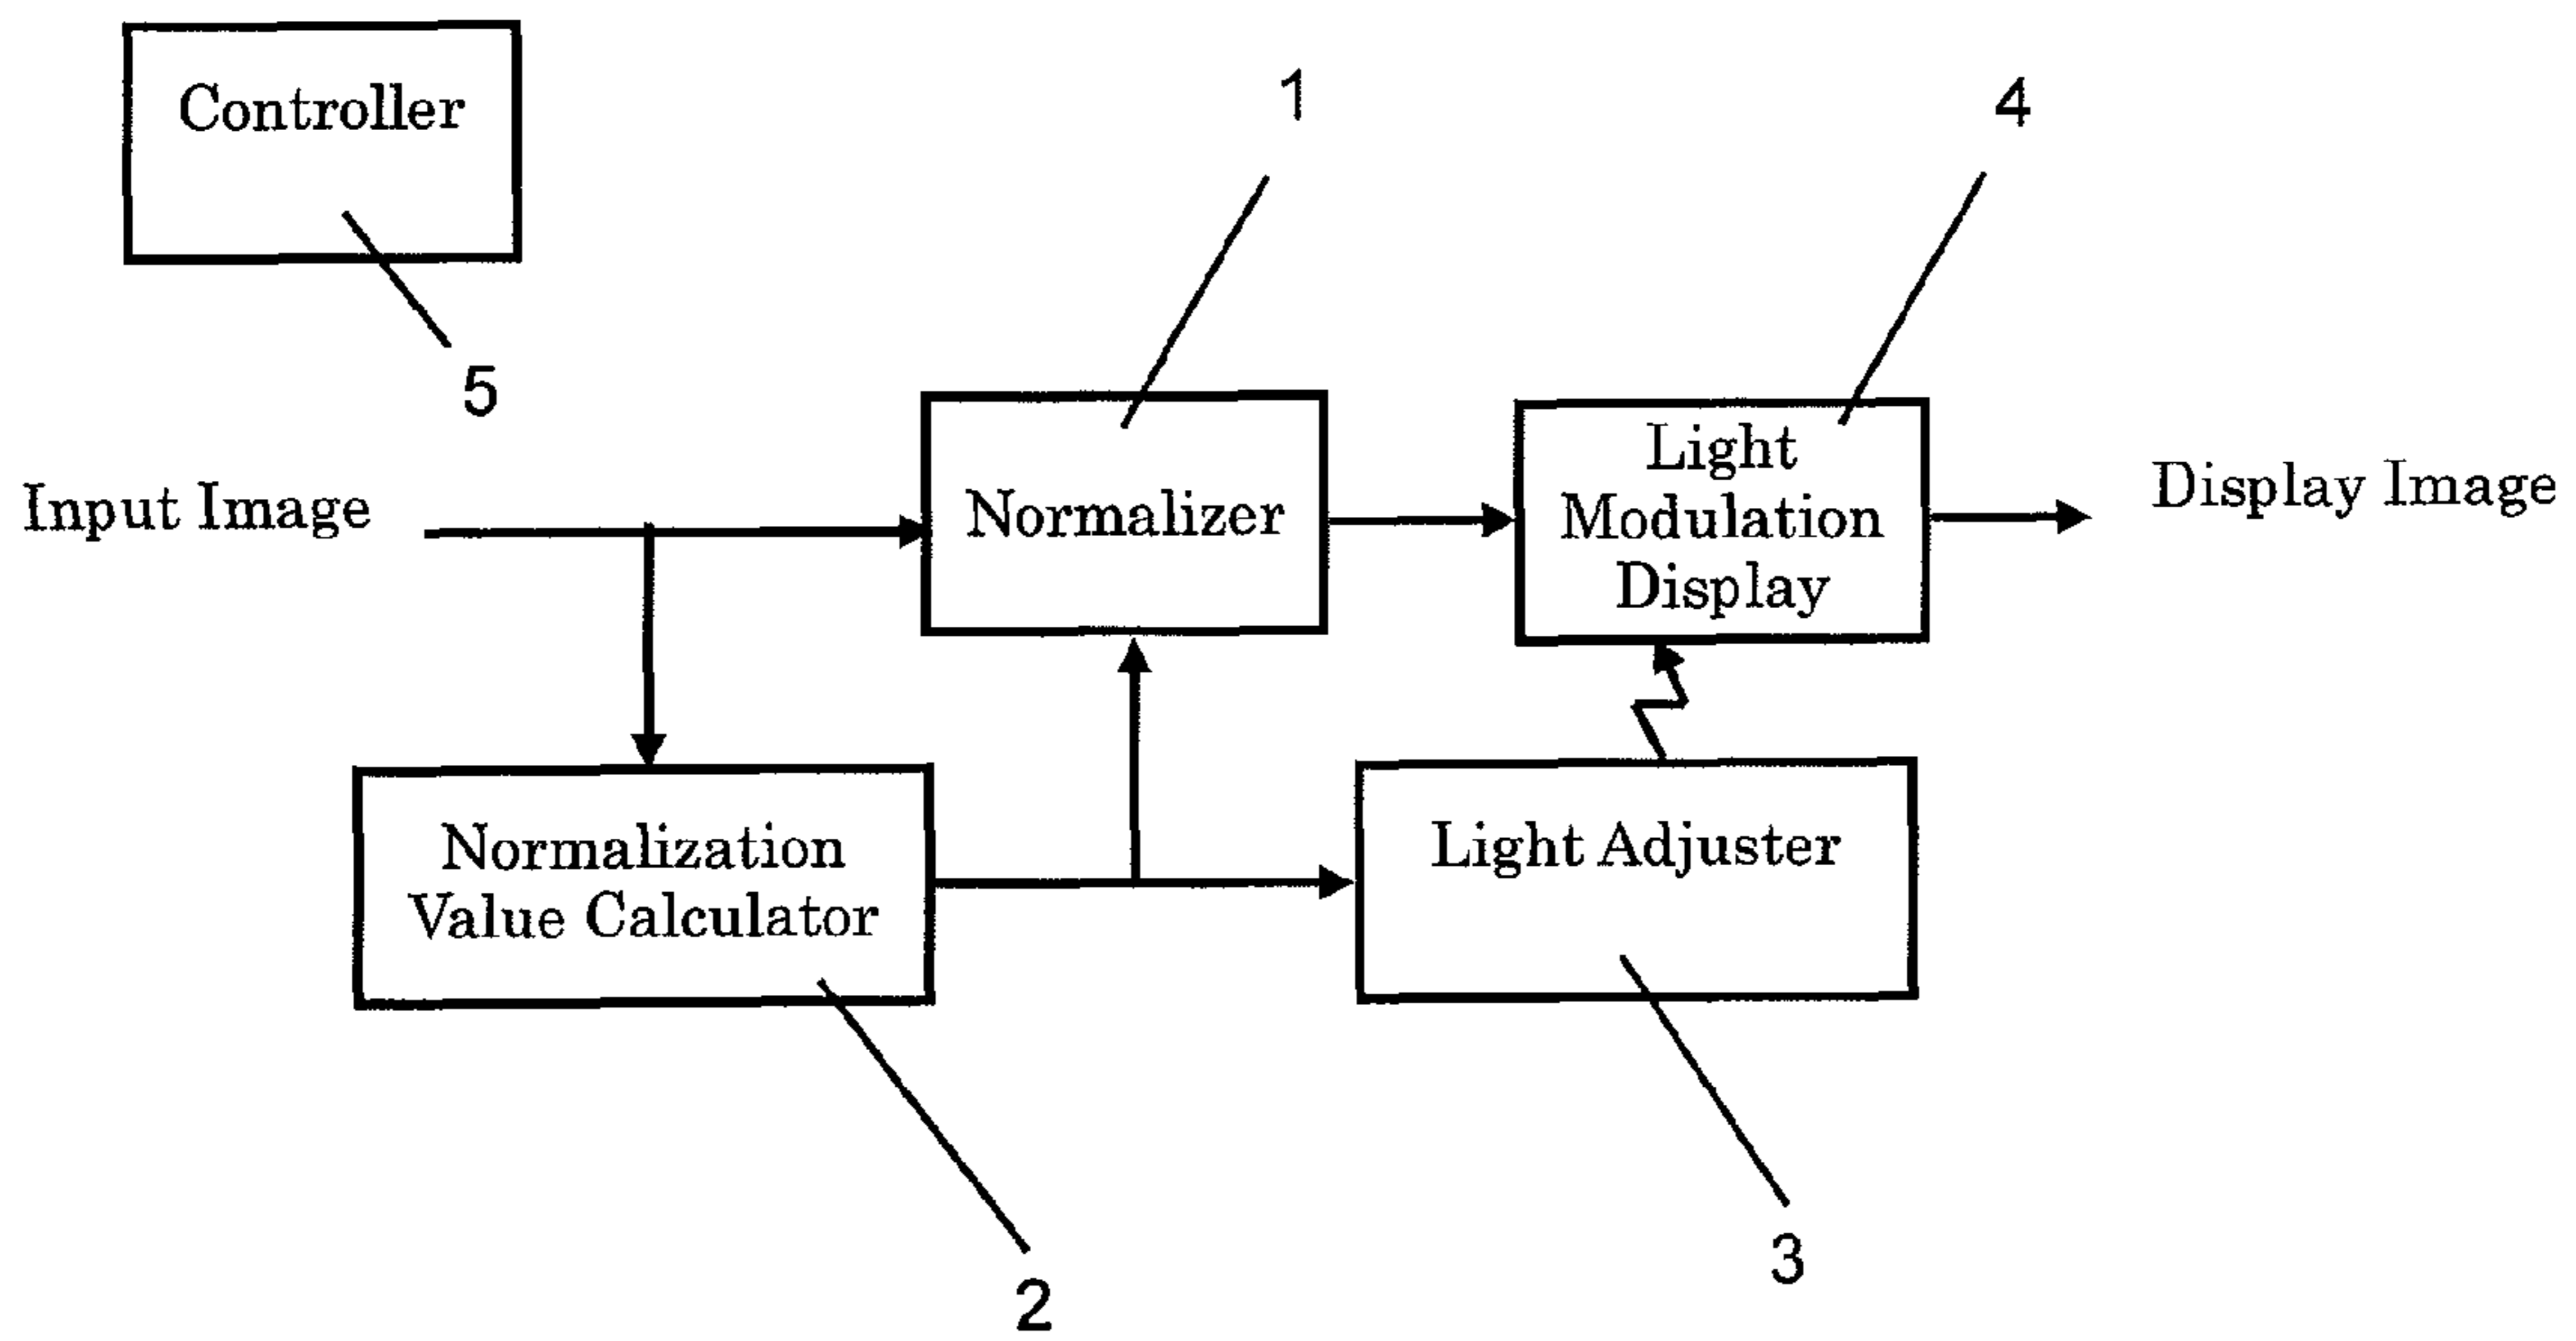 Controller
5
1
4
Input Image
Normalizer
Light
Modulation
Display
Display Image
Normalization
Value Calculator
Light Adjuster
2
3